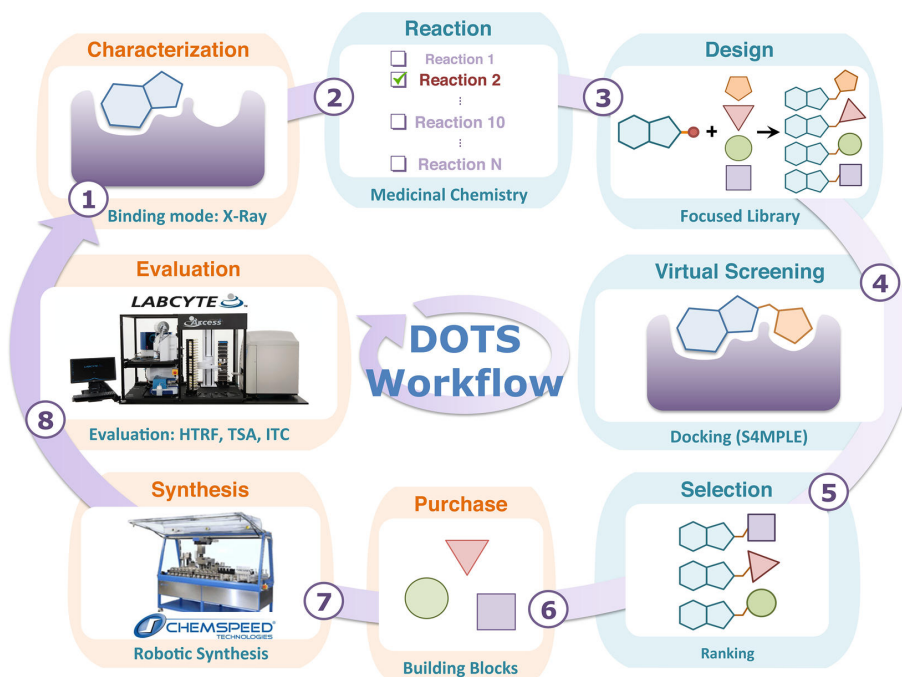 Characterization
Binding mode: X-Ray
1
2
Reaction
Reaction 1
Reaction 2
⋮
Reaction 10
⋮
Reaction N
Medicinal Chemistry
3
Design
+
Focused Library
4
Virtual Screening
Docking (S4MPLE)
5
Selection
Ranking
6
Purchase
Building Blocks
7
Synthesis
CHEMSPEED®
TECHNOLOGIES
Robotic Synthesis
8
Evaluation
LABCYTE™
Access
Evaluation: HTRF, TSA, ITC
DOTS
Workflow